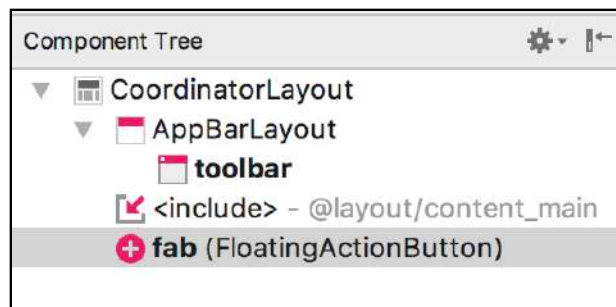 Component Tree
CoordinatorLayout
AppBarLayout
toolbar
<include> – @layout/content_main
fab (FloatingActionButton)